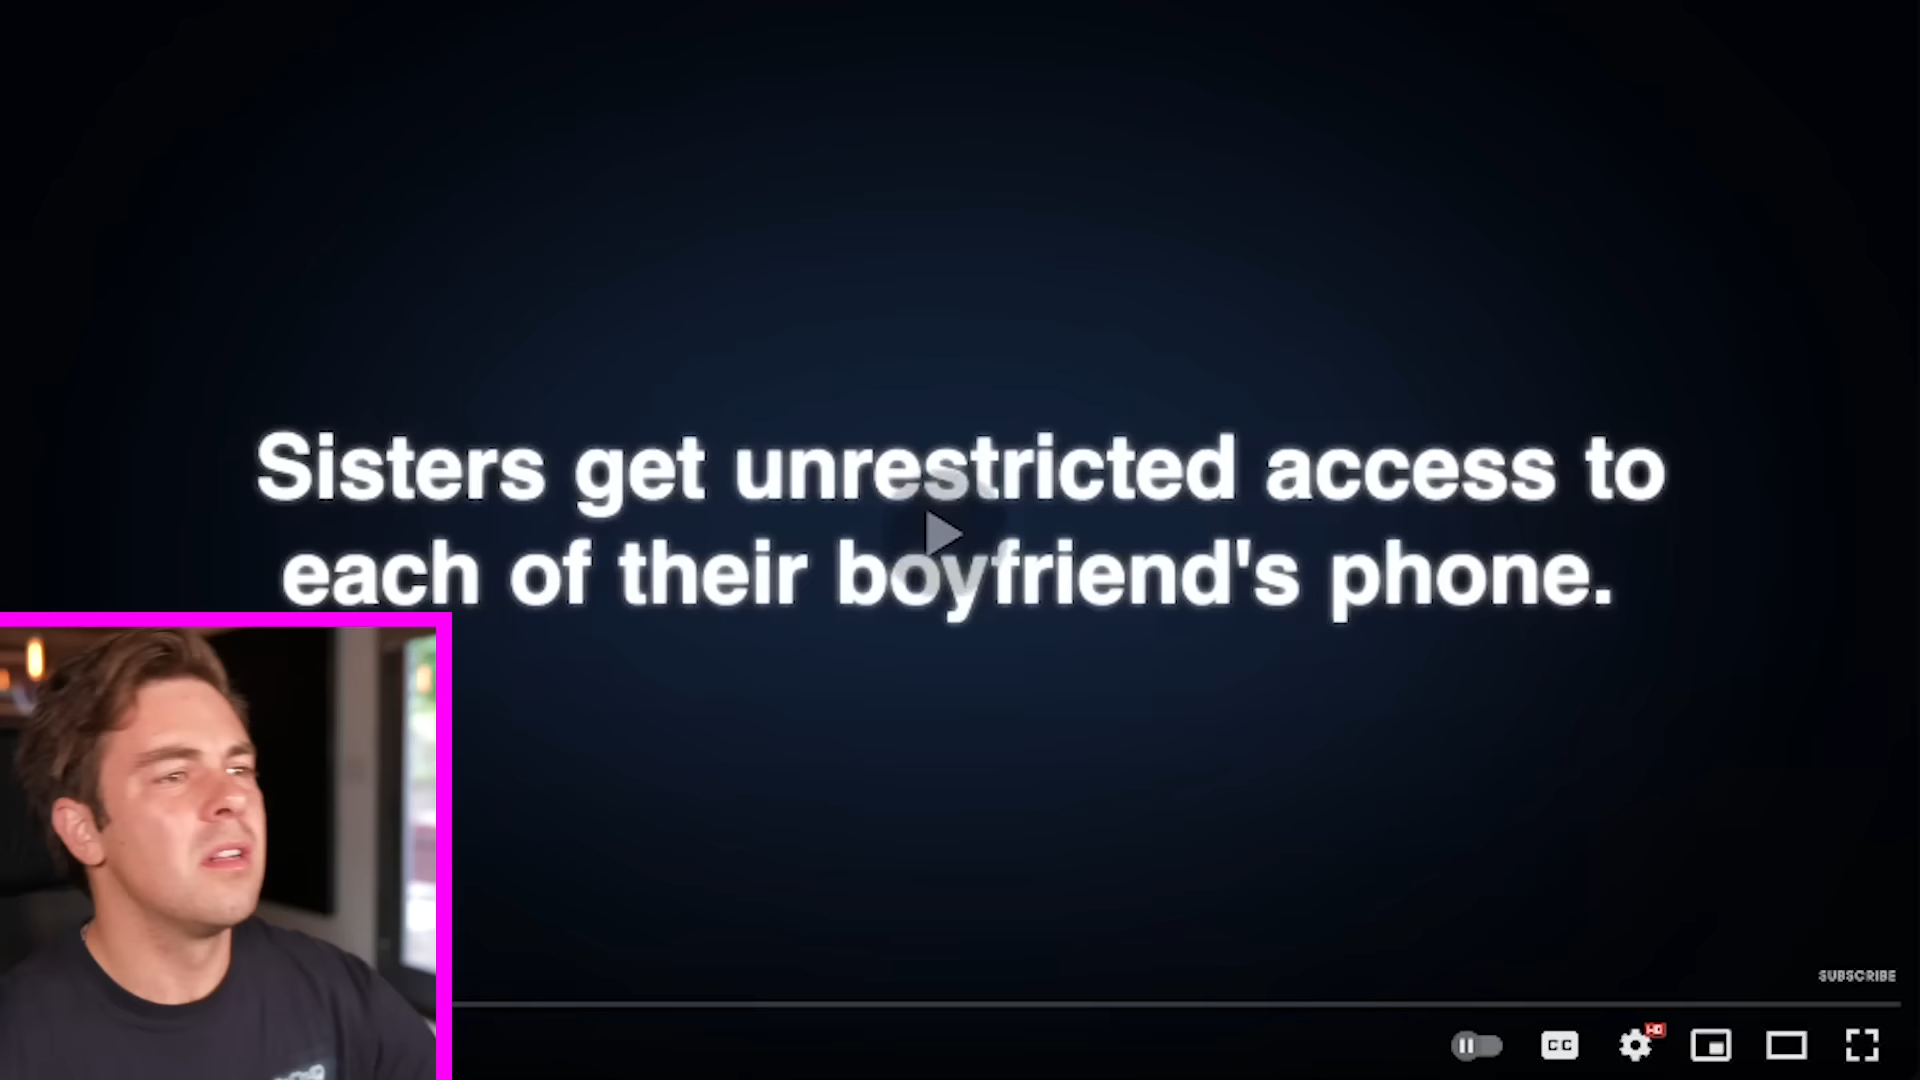 Sisters get unrestricted access to
each of their boyfriend's phone.
SUBSCRIBE
CC
HD